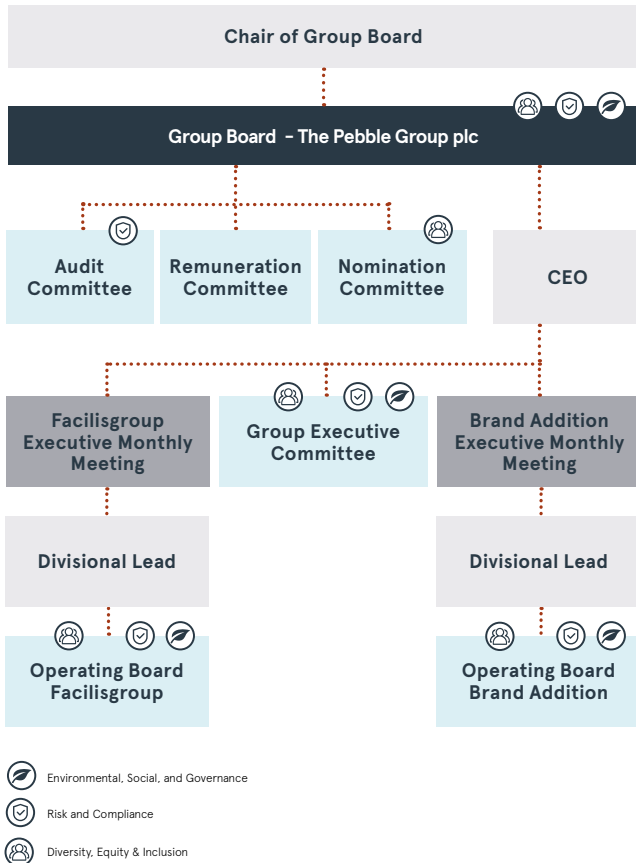 Chair of Group Board
Group Board - The Pebble Group plc
Audit
Committee
Remuneration
Committee
Nomination
Committee
CEO
Facilisgroup
Executive Monthly
Meeting
Group Executive
Committee
Brand Addition
Executive Monthly
Meeting
Divisional Lead
Divisional Lead
Operating Board
Facilisgroup
Operating Board
Brand Addition
Environmental, Social, and Governance
Risk and Compliance
Diversity, Equity & Inclusion